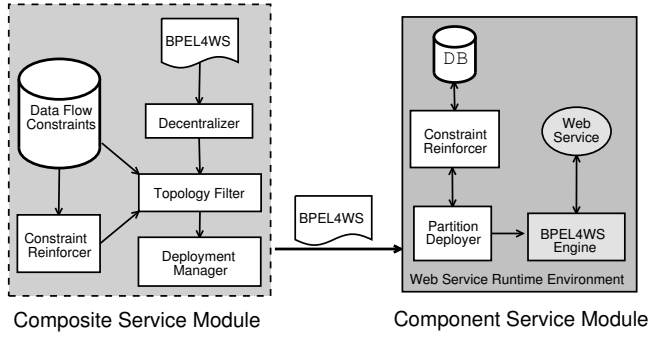 BPEL4WS
Data Flow
Constraints
Decentralizer
Topology Filter
Constraint
Reinforcer
Deployment
Manager
Composite Service Module
BPEL4WS
DB
Constraint
Reinforcer
Web
Service
Partition
Deployer
BPEL4WS
Engine
Web Service Runtime Environment
Component Service Module